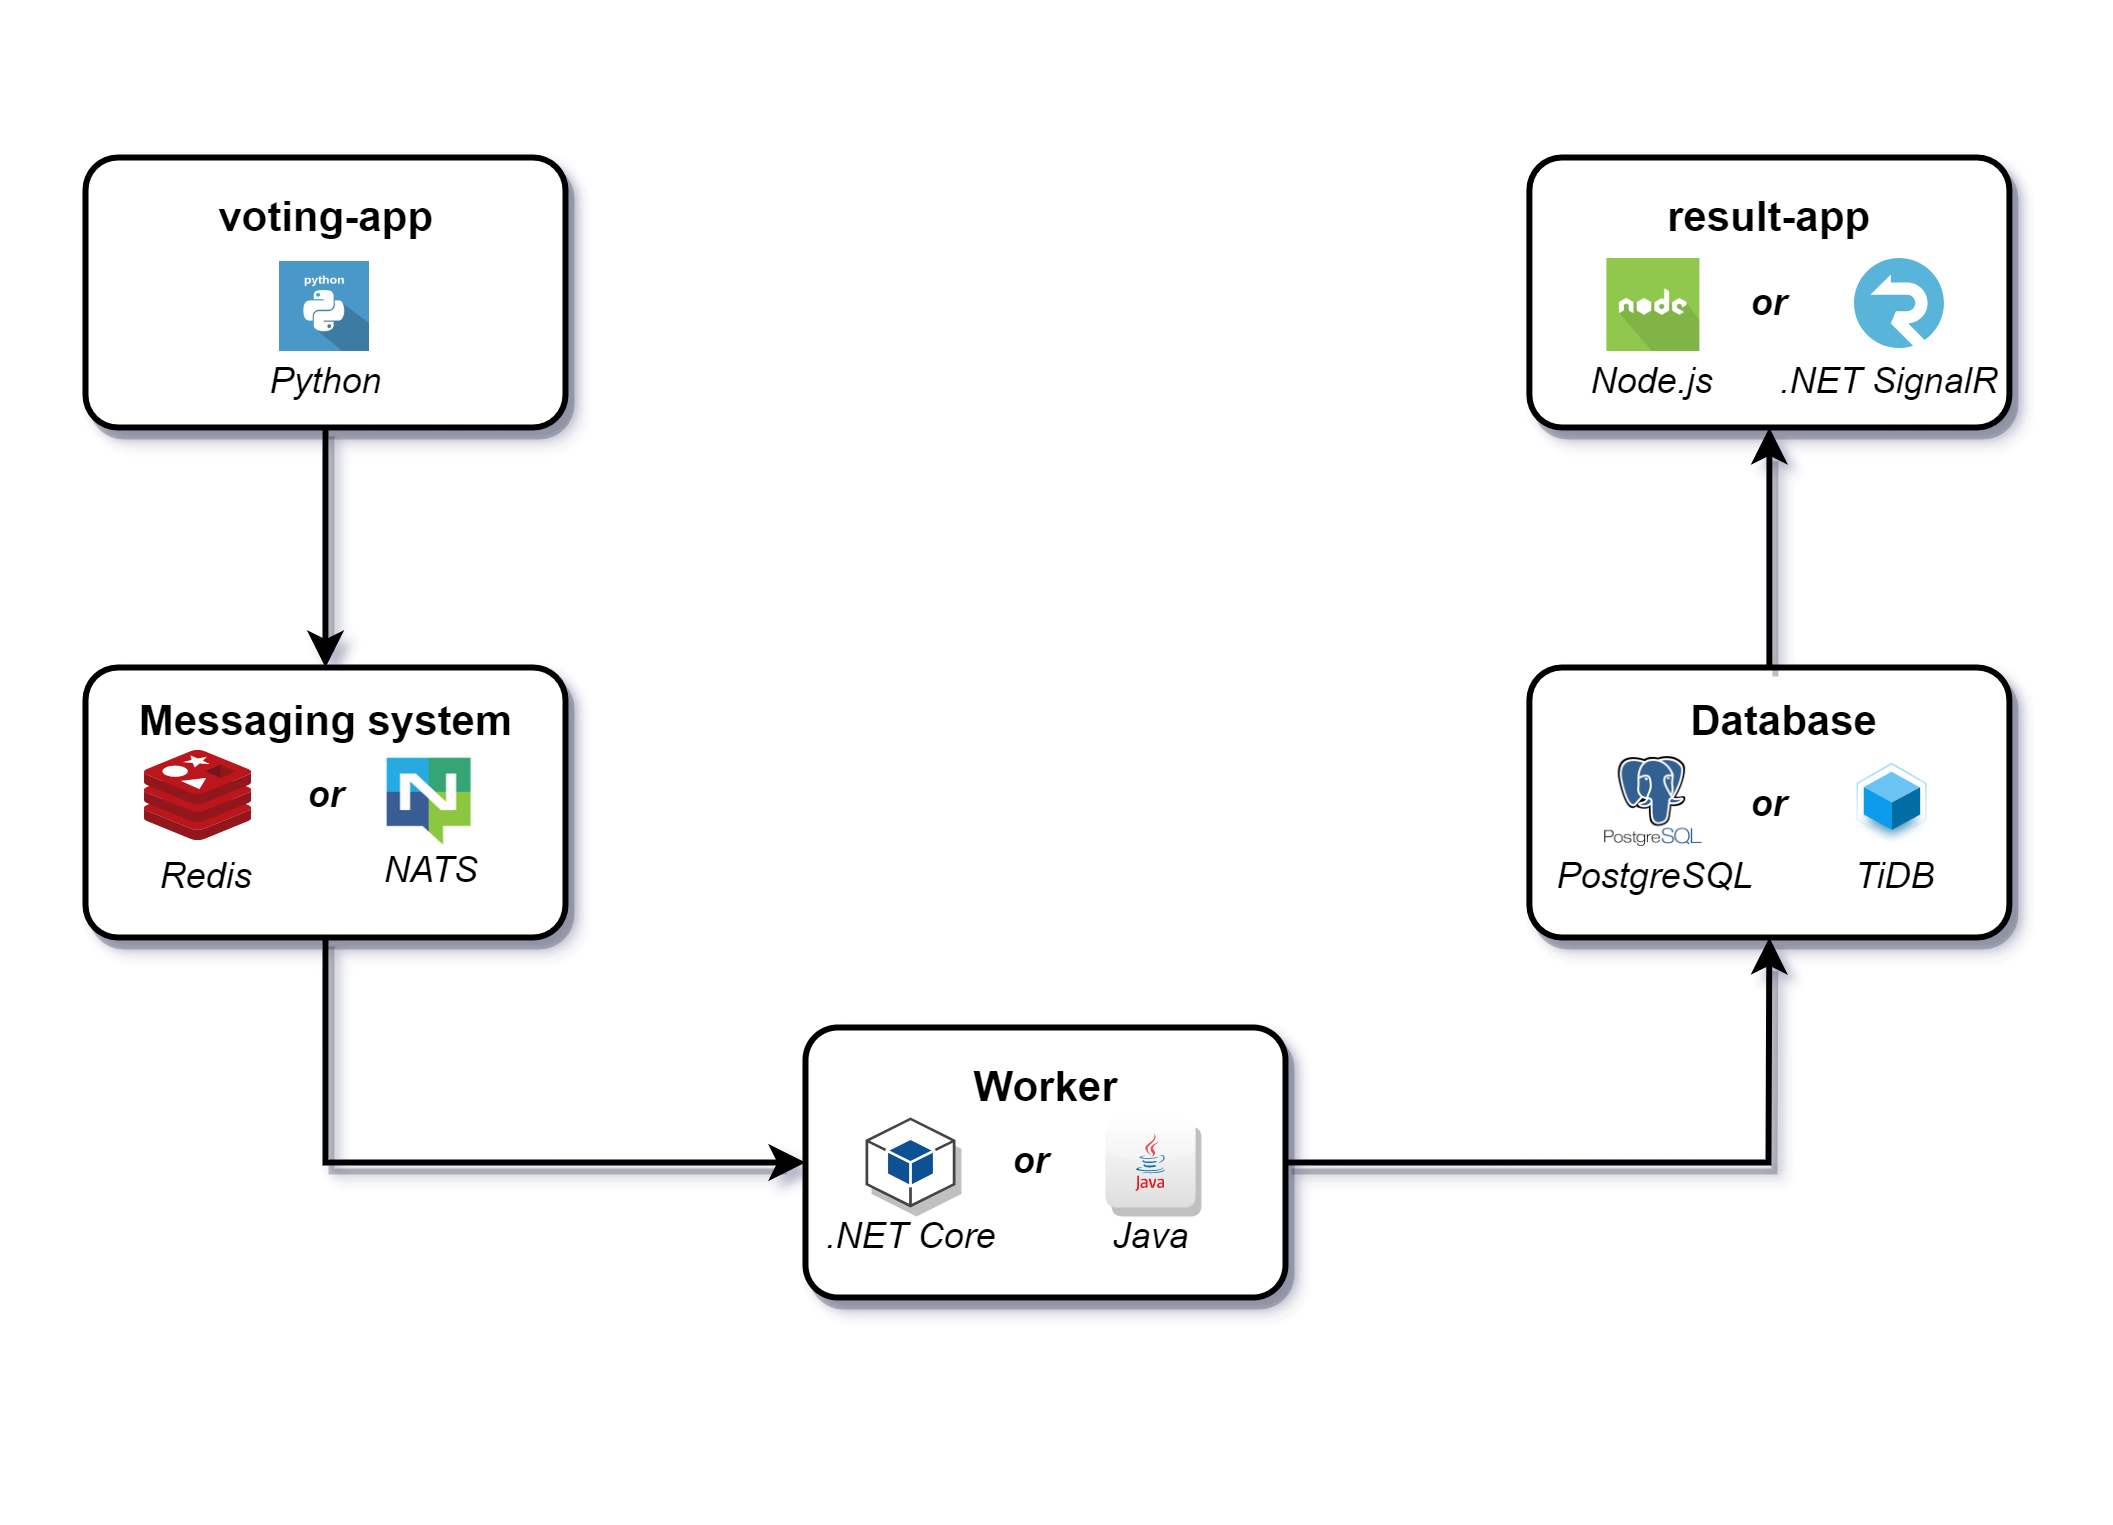 voting-app
python
Python
result-app
node
or
Node.js
.NET SignalR
Messaging system
or
Redis
NATS
Database
PostgreSQL
or
PostgreSQL
TiDB
Worker
or
Java
.NET Core
Java